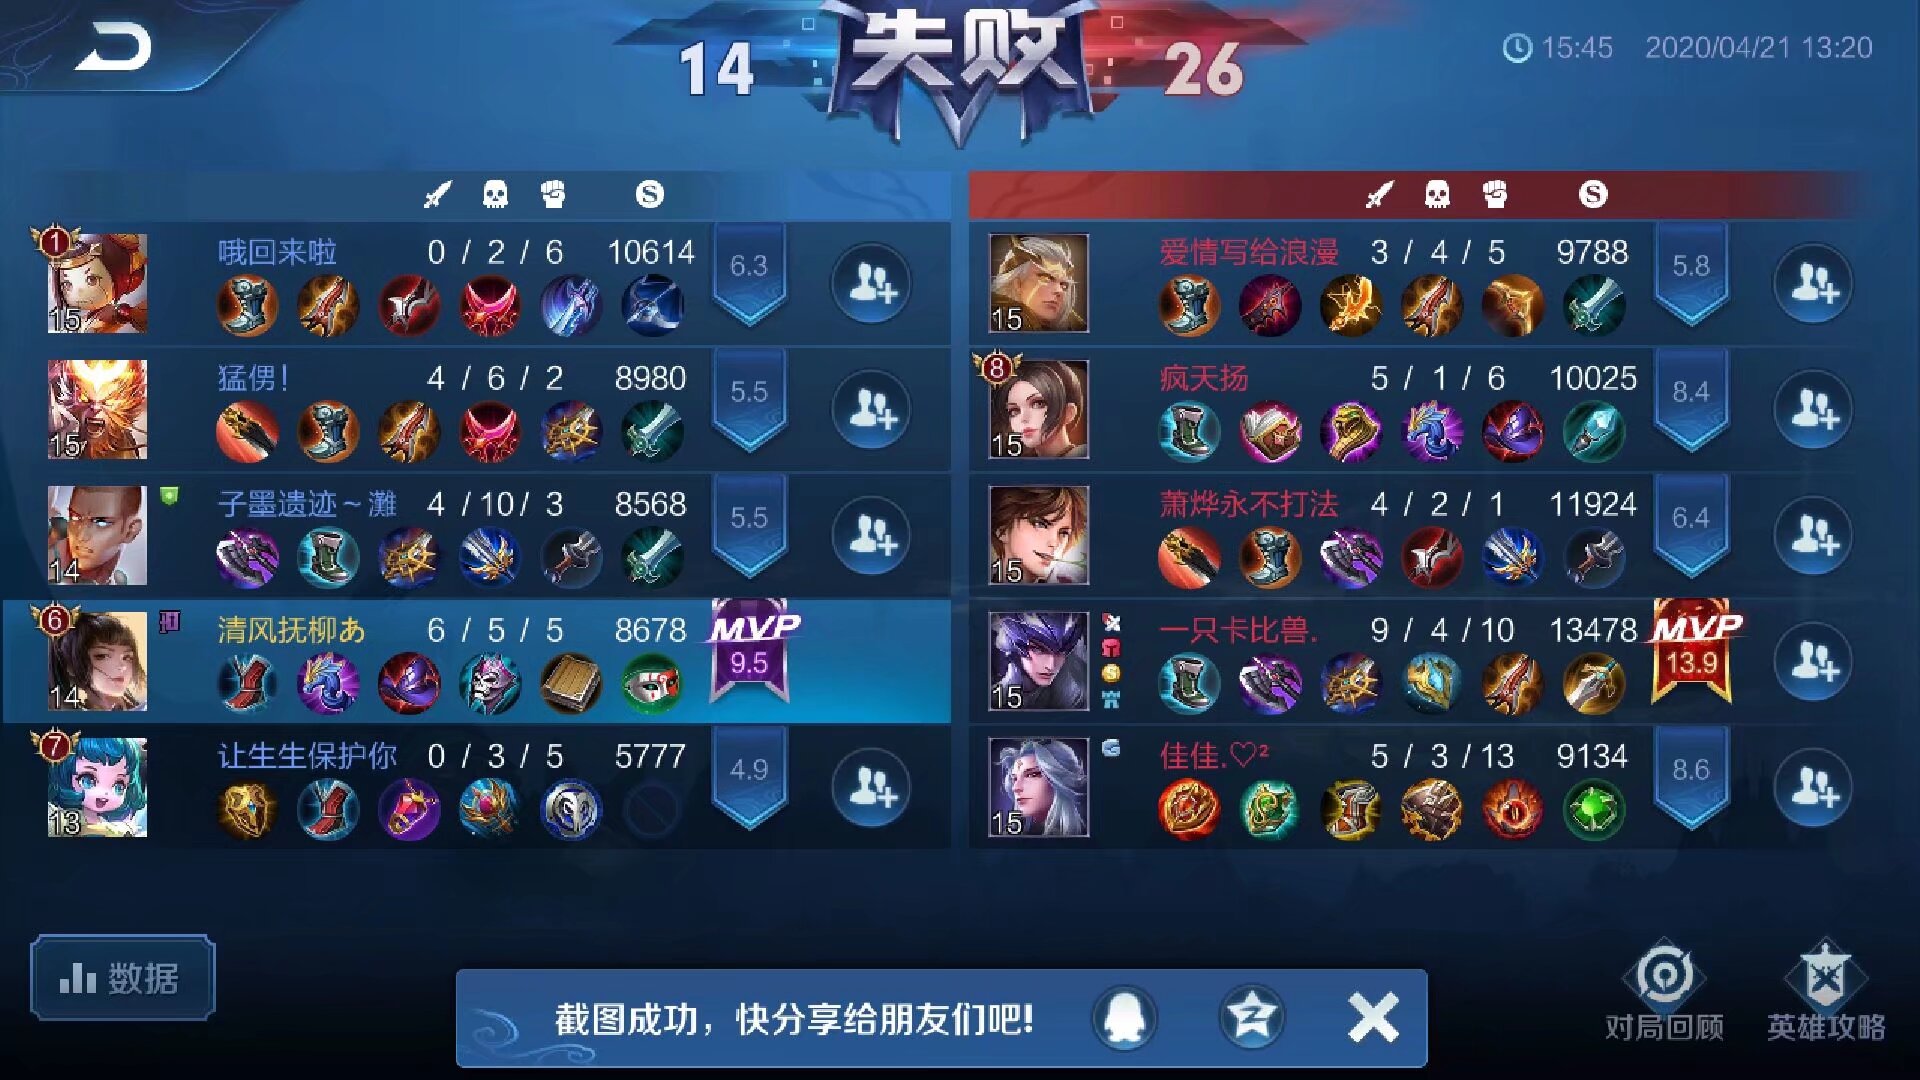 失败
14
26
15:45 2020/04/21 13:20
1
15
哦回来啦 0 / 2 / 6 10614 6.3
15
猛虏! 4 / 6 / 2 8980 5.5
14
子墨遗迹~灘 4 / 10 / 3 8568 5.5
6
14
清风抚柳あ 6 / 5 / 5 8678 MVP 9.5
7
13
让生生保护你 0 / 3 / 5 5777 4.9
15
爱情写给浪漫 3 / 4 / 5 9788 5.8
8
15
疯天扬 5 / 1 / 6 10025 8.4
15
萧烨永不打法 4 / 2 / 1 11924 6.4
15
一只卡比兽. 9 / 4 / 10 13478 MVP 13.9
15
佳佳.♡² 5 / 3 / 13 9134 8.6
数据
截图成功，快分享给朋友们吧!
对局回顾
英雄攻略